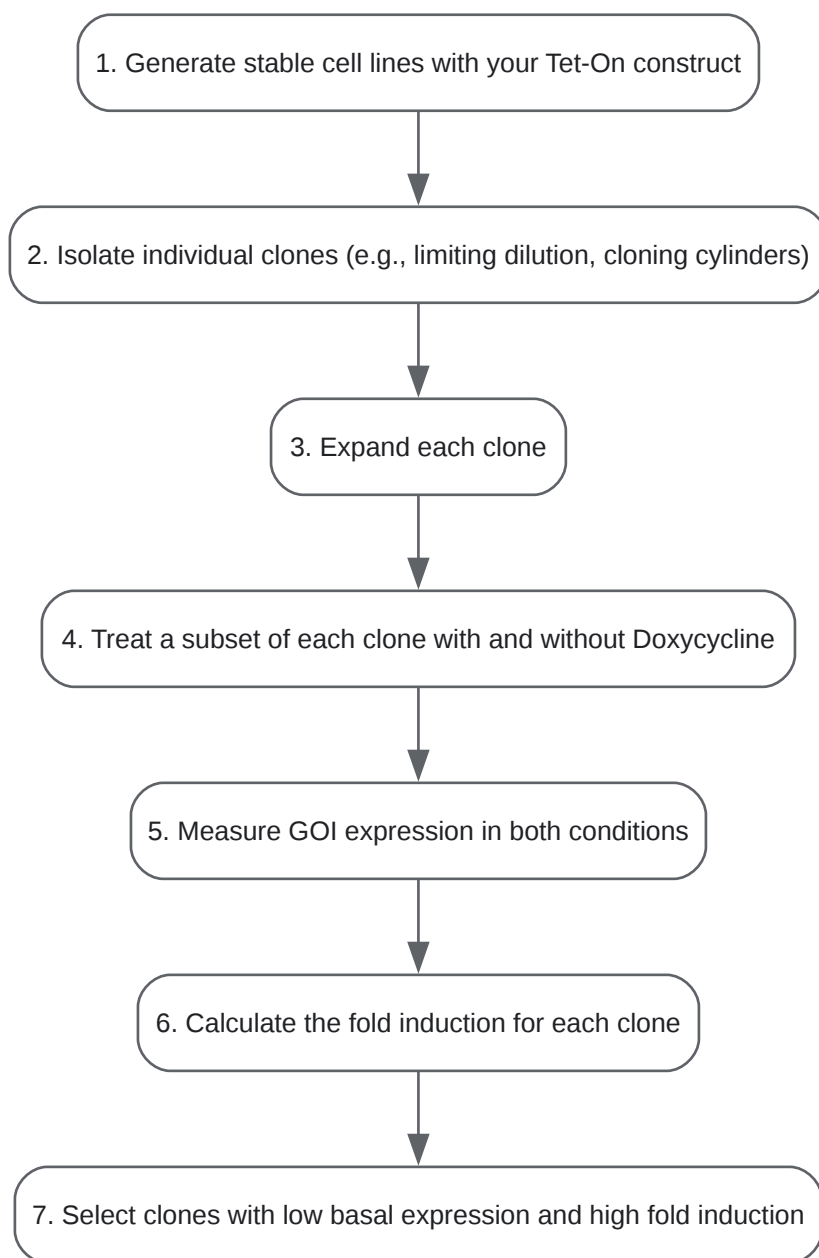 1. Generate stable cell lines with your Tet-On construct
2. Isolate individual clones (e.g., limiting dilution, cloning cylinders)
3. Expand each clone
4. Treat a subset of each clone with and without Doxycycline
5. Measure GOI expression in both conditions
6. Calculate the fold induction for each clone
7. Select clones with low basal expression and high fold induction